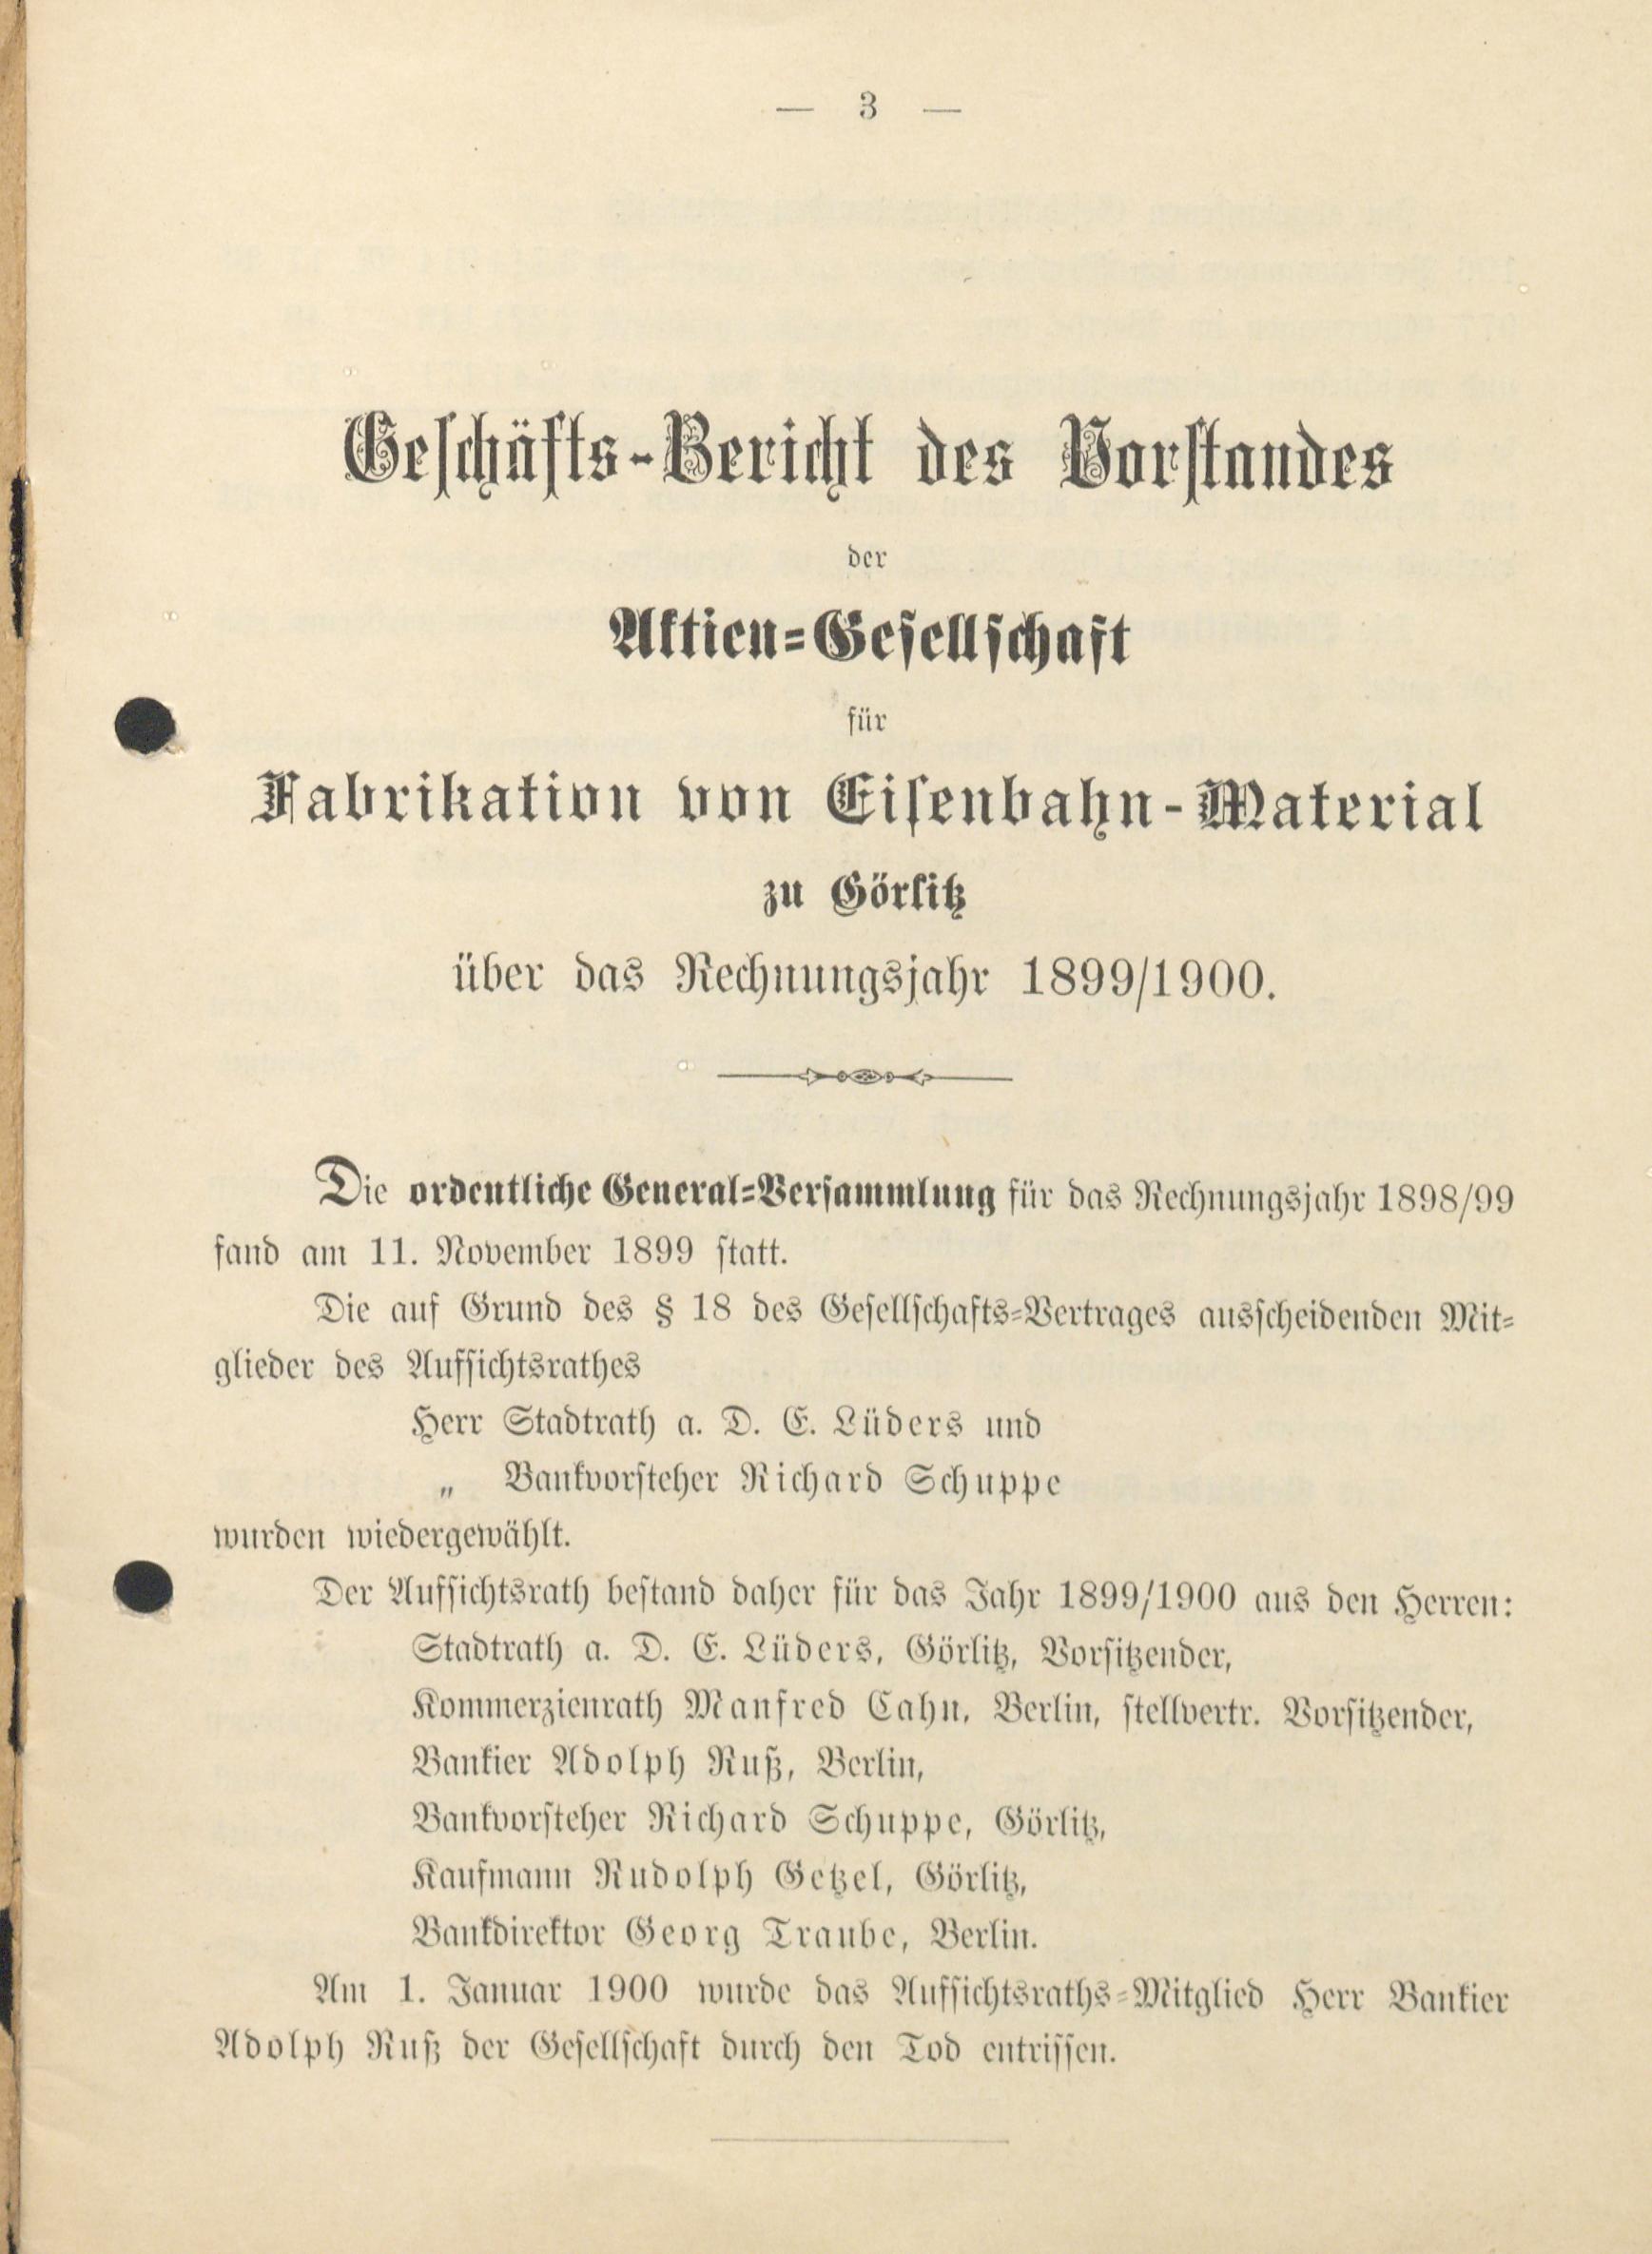 — 3 —
Geschäfts-Bericht des Vorstandes
der
Aktien-Gesellschaft
für
Fabrikation von Eisenbahn-Material
zu Görlitz
über das Rechnungsjahr 1899/1900.
Die ordentliche General-Versammlung für das Rechnungsjahr 1898/99
fand am 11. November 1899 statt.
Die auf Grund des § 18 des Gesellschafts-Vertrages ausscheidenden Mit-
glieder des Aufsichtsrathes
Herr Stadtrath a. D. E. Lüders und
„ Bankvorsteher Richard Schuppe
wurden wiedergewählt.
Der Aufsichtsrath bestand daher für das Jahr 1899/1900 aus den Herren:
Stadtrath a. D. E. Lüders, Görlitz, Vorsitzender,
Kommerzienrath Manfred Cahn, Berlin, stellvertr. Vorsitzender,
Bankier Adolph Ruß, Berlin,
Bankvorsteher Richard Schuppe, Görlitz,
Kaufmann Rudolph Getzel, Görlitz,
Bankdirektor Georg Traube, Berlin.
Am 1. Januar 1900 wurde das Aufsichtsraths-Mitglied Herr Bankier
Adolph Ruß der Gesellschaft durch den Tod entrissen.